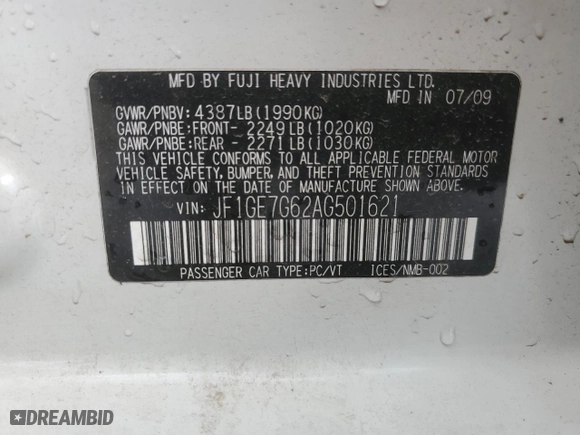 MFD BY FUJI HEAVY INDUSTRIES LTD.
MFD IN 07/09
GVWR/PNBV: 4387LB(1990KG)
GAWR/PNBE:FRONT- 2249LB(1020KG)
GAWR/PNBE:REAR - 2271LB(1030KG)
THIS VEHICLE CONFORMS TO ALL APPLICABLE FEDERAL MOTOR
VEHICLE SAFETY, BUMPER, AND THEFT PREVENTION STANDARDS
IN EFFECT ON THE DATE OF MANUFACTURE SHOWN ABOVE.
VIN: JF1GE7G62AG501621
PASSENGER CAR TYPE:PC/VT ICES/NMB-002
DREAMBID